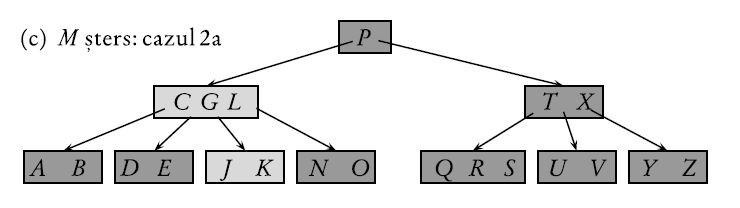 (c) M șters: cazul 2a
P
C G L
T X
A B
D E
J K
N O
Q R S
U V
Y Z